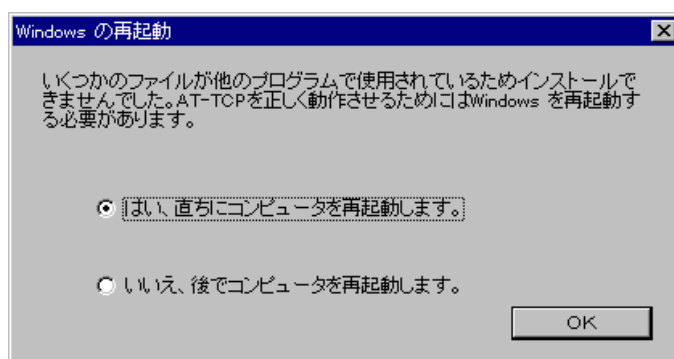 Windows の再起動
いくつかのファイルが他のプログラムで使用されているためインストールで
きませんでした。AT-TCPを正しく動作させるためにはWindows を再起動す
る必要があります。
はい、直ちにコンピュータを再起動します。
いいえ、後でコンピュータを再起動します。
OK